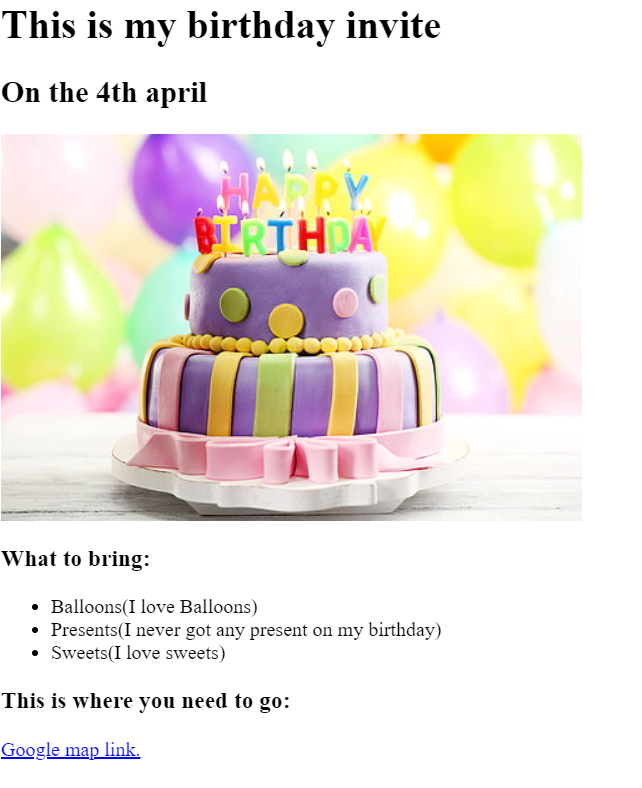 This is my birthday invite
On the 4th april
HAPPY
BIRTHDAY
What to bring:
Balloons(I love Balloons)
Presents(I never got any present on my birthday)
Sweets(I love sweets)
This is where you need to go:
Google map link.